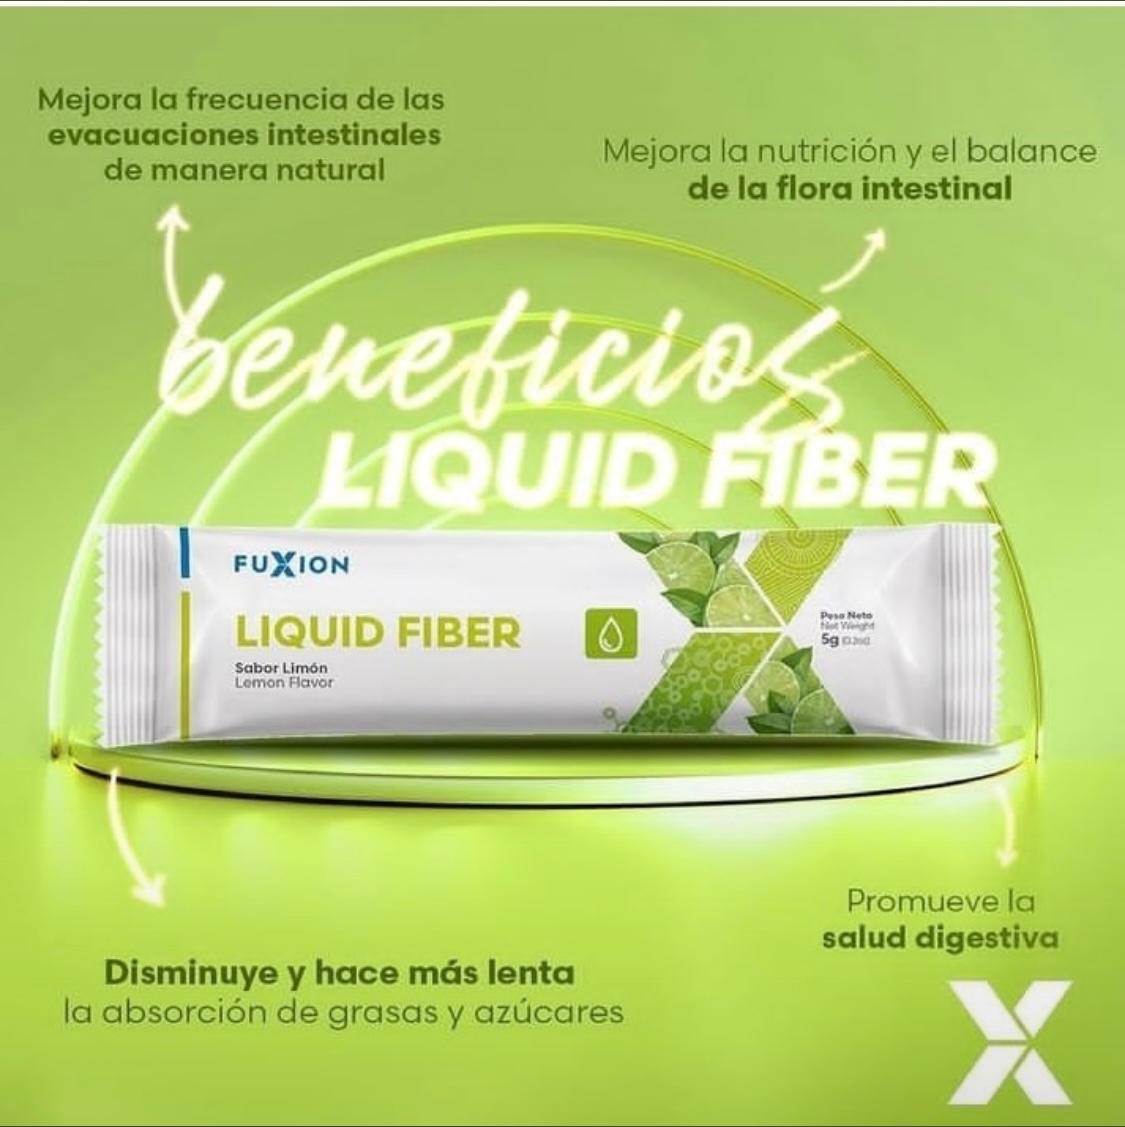 Mejora la frecuencia de las
evacuaciones intestinales
de manera natural
Mejora la nutrición y el balance
de la flora intestinal
beneficios
LIQUID FIBER
FUXION
LIQUID FIBER
Sabor Limón
Lemon Flavor
Peso Neto
Net Weight
5g
Disminuye y hace más lenta
la absorción de grasas y azúcares
Promueve la
salud digestiva